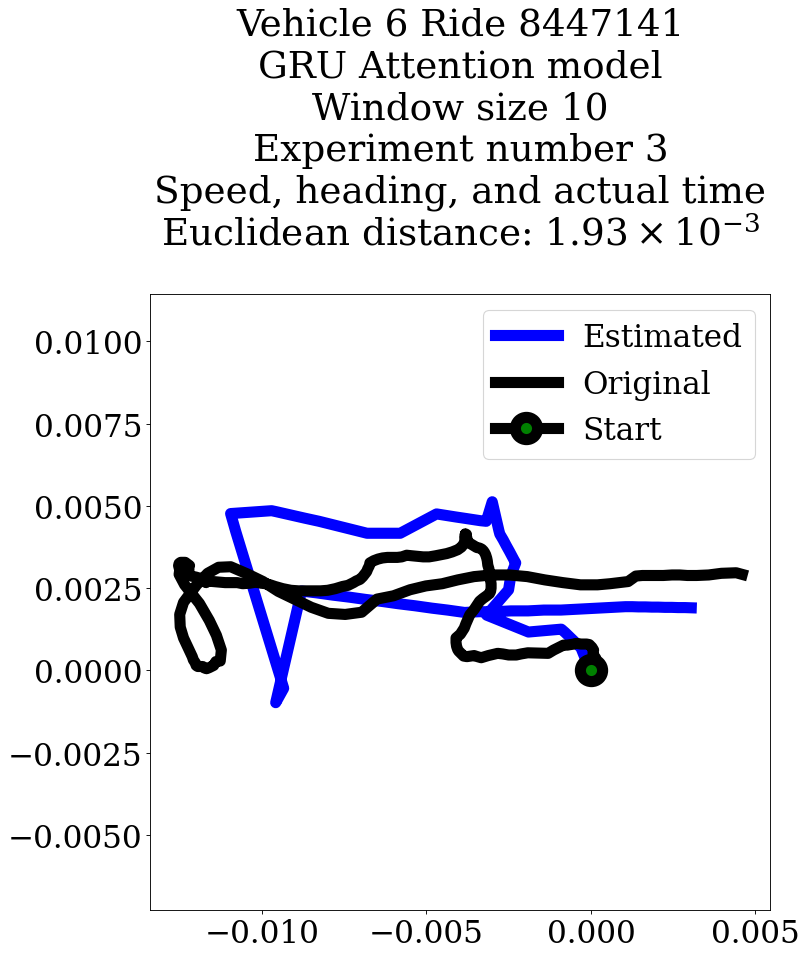 Vehicle 6 Ride 8447141
GRU Attention model
Window size 10
Experiment number 3
Speed, heading, and actual time
Euclidean distance: 1.93 × 10⁻³
Estimated
Original
Start
0.0100
0.0075
0.0050
0.0025
0.0000
−0.0025
−0.0050
−0.010 −0.005 0.000 0.005